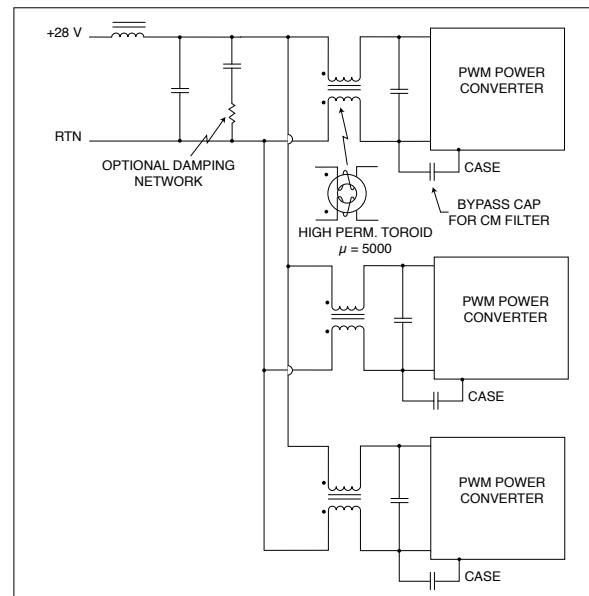 +28 V
PWM POWER
CONVERTER
RTN
OPTIONAL DAMPING
NETWORK
CASE
BYPASS CAP
FOR CM FILTER
HIGH PERM. TOROID
μ = 5000
PWM POWER
CONVERTER
CASE
PWM POWER
CONVERTER
CASE